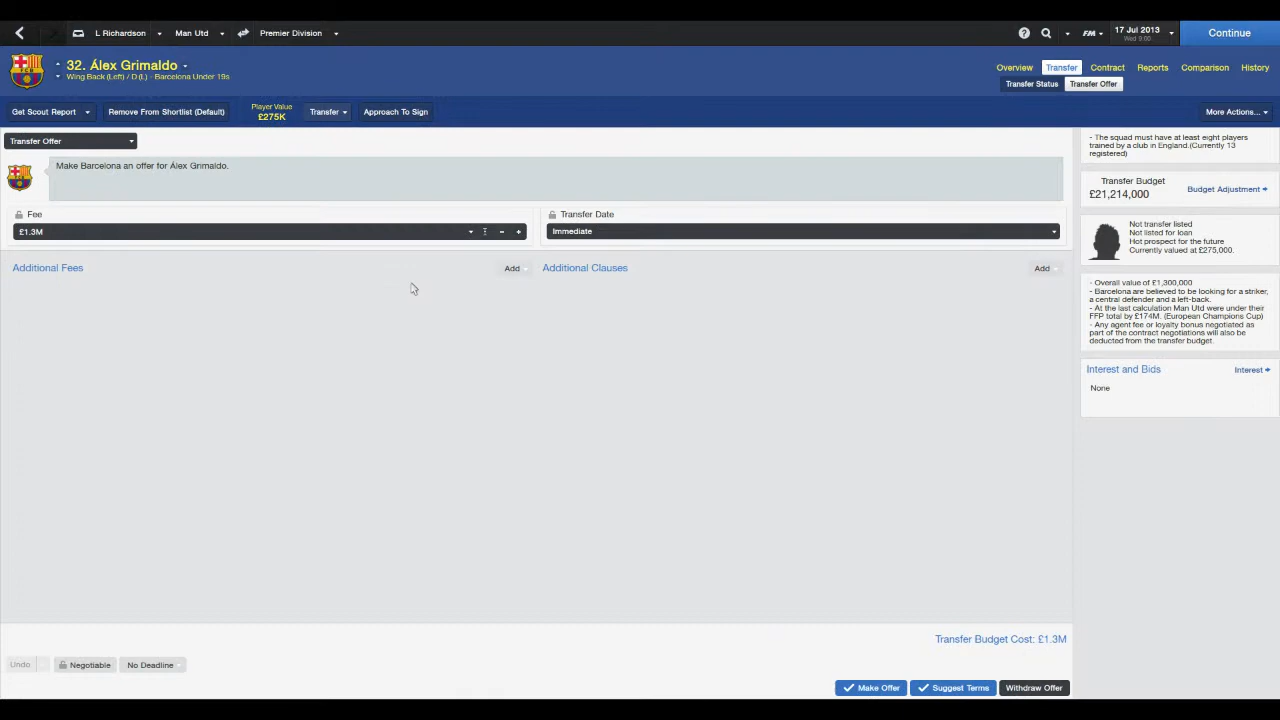 L Richardson
Man Utd
Premier Division
FM
17 Jul 2013
Wed 9:00
Continue
32. Álex Grimaldo
Wing Back (Left) / D (L) - Barcelona Under 19s
Overview
Transfer
Contract
Reports
Comparison
History
Transfer Status
Transfer Offer
Get Scout Report
Remove From Shortlist (Default)
Player Value
£275K
Transfer
Approach To Sign
More Actions...
Transfer Offer
Make Barcelona an offer for Álex Grimaldo.
Fee
Transfer Date
£1.3M
Immediate
Additional Fees
Add
Additional Clauses
Add
- The squad must have at least eight players
trained by a club in England.(Currently 13
registered)
Transfer Budget
£21,214,000
Budget Adjustment
Not transfer listed
Not listed for loan
Hot prospect for the future
Currently valued at £275,000.
- Overall value of £1,300,000
- Barcelona are believed to be looking for a striker,
a central defender and a left-back.
- At the last calculation Man Utd were under their
FFP total by £174M. (European Champions Cup)
- Any agent fee or loyalty bonus negotiated as
part of the contract negotiations will also be
deducted from the transfer budget.
Interest and Bids
Interest
None
Transfer Budget Cost: £1.3M
Undo
Negotiable
No Deadline
Make Offer
Suggest Terms
Withdraw Offer